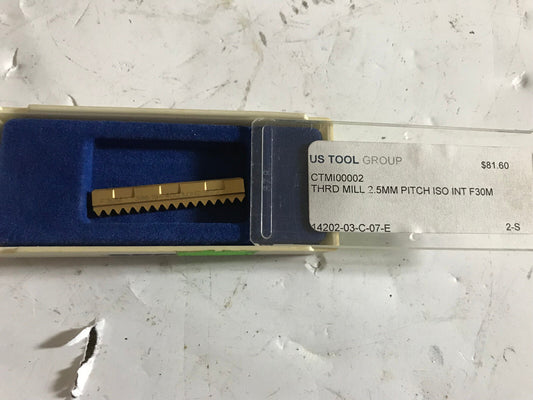 US TOOL GROUP $81.60
CTMI00002
THRD MILL 2.5MM PITCH ISO INT F30M
14202-03-C-07-E 2-S